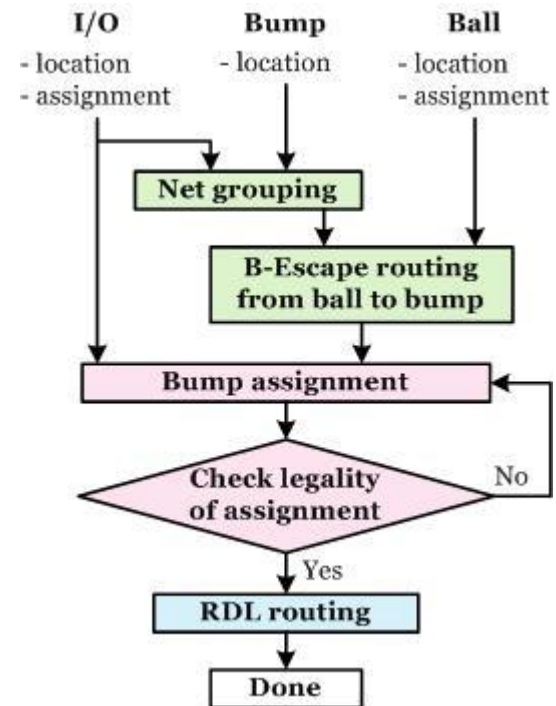 I/O
- location
- assignment
Bump
- location
Ball
- location
- assignment
Net grouping
B-Escape routing
from ball to bump
Bump assignment
Check legality
of assignment
No
Yes
RDL routing
Done